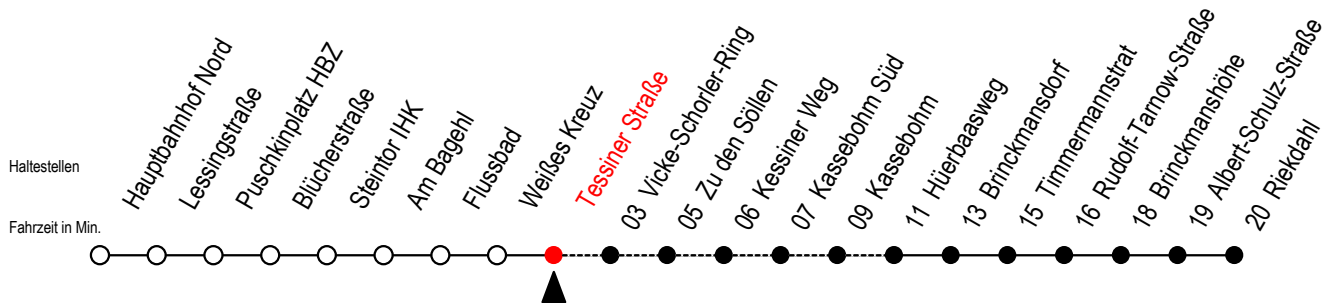 Haltestellen
Fahrzeit in Min.
Hauptbahnhof Nord
Lessingstraße
Puschkinplatz HBZ
Blücherstraße
Steintor IHK
Am Bagehl
Flussbad
Weißes Kreuz
Tessiner Straße
03 Vicke-Schorler-Ring
05 Zu den Söllen
06 Kessiner Weg
07 Kassebohm Süd
09 Kassebohm
11 Hüerbaasweg
13 Brinckmansdorf
15 Timmermannstrat
16 Rudolf-Tarnow-Straße
18 Brinckmanshöhe
19 Albert-Schulz-Straße
20 Riekdahl